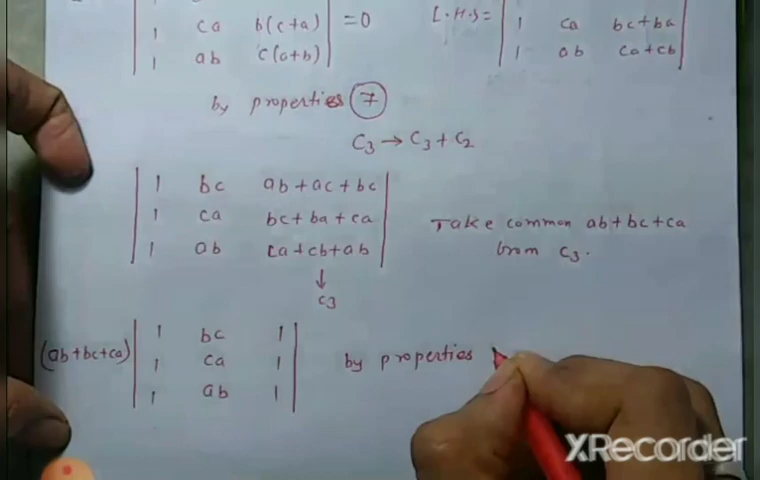 1 ca b(c+a) =0 L.H.S= 1 ca bc+ba
1 ab c(a+b) 1 ab ca+cb
by properties 7
C3→C3+C2
1 bc ab+ac+bc
1 ca bc+ba+ca Take common ab+bc+ca
1 ab ca+cb+ab from c3.
↓
c3
1 bc 1
(ab+bc+ca) 1 ca 1 by properties
1 ab 1
XRecorder